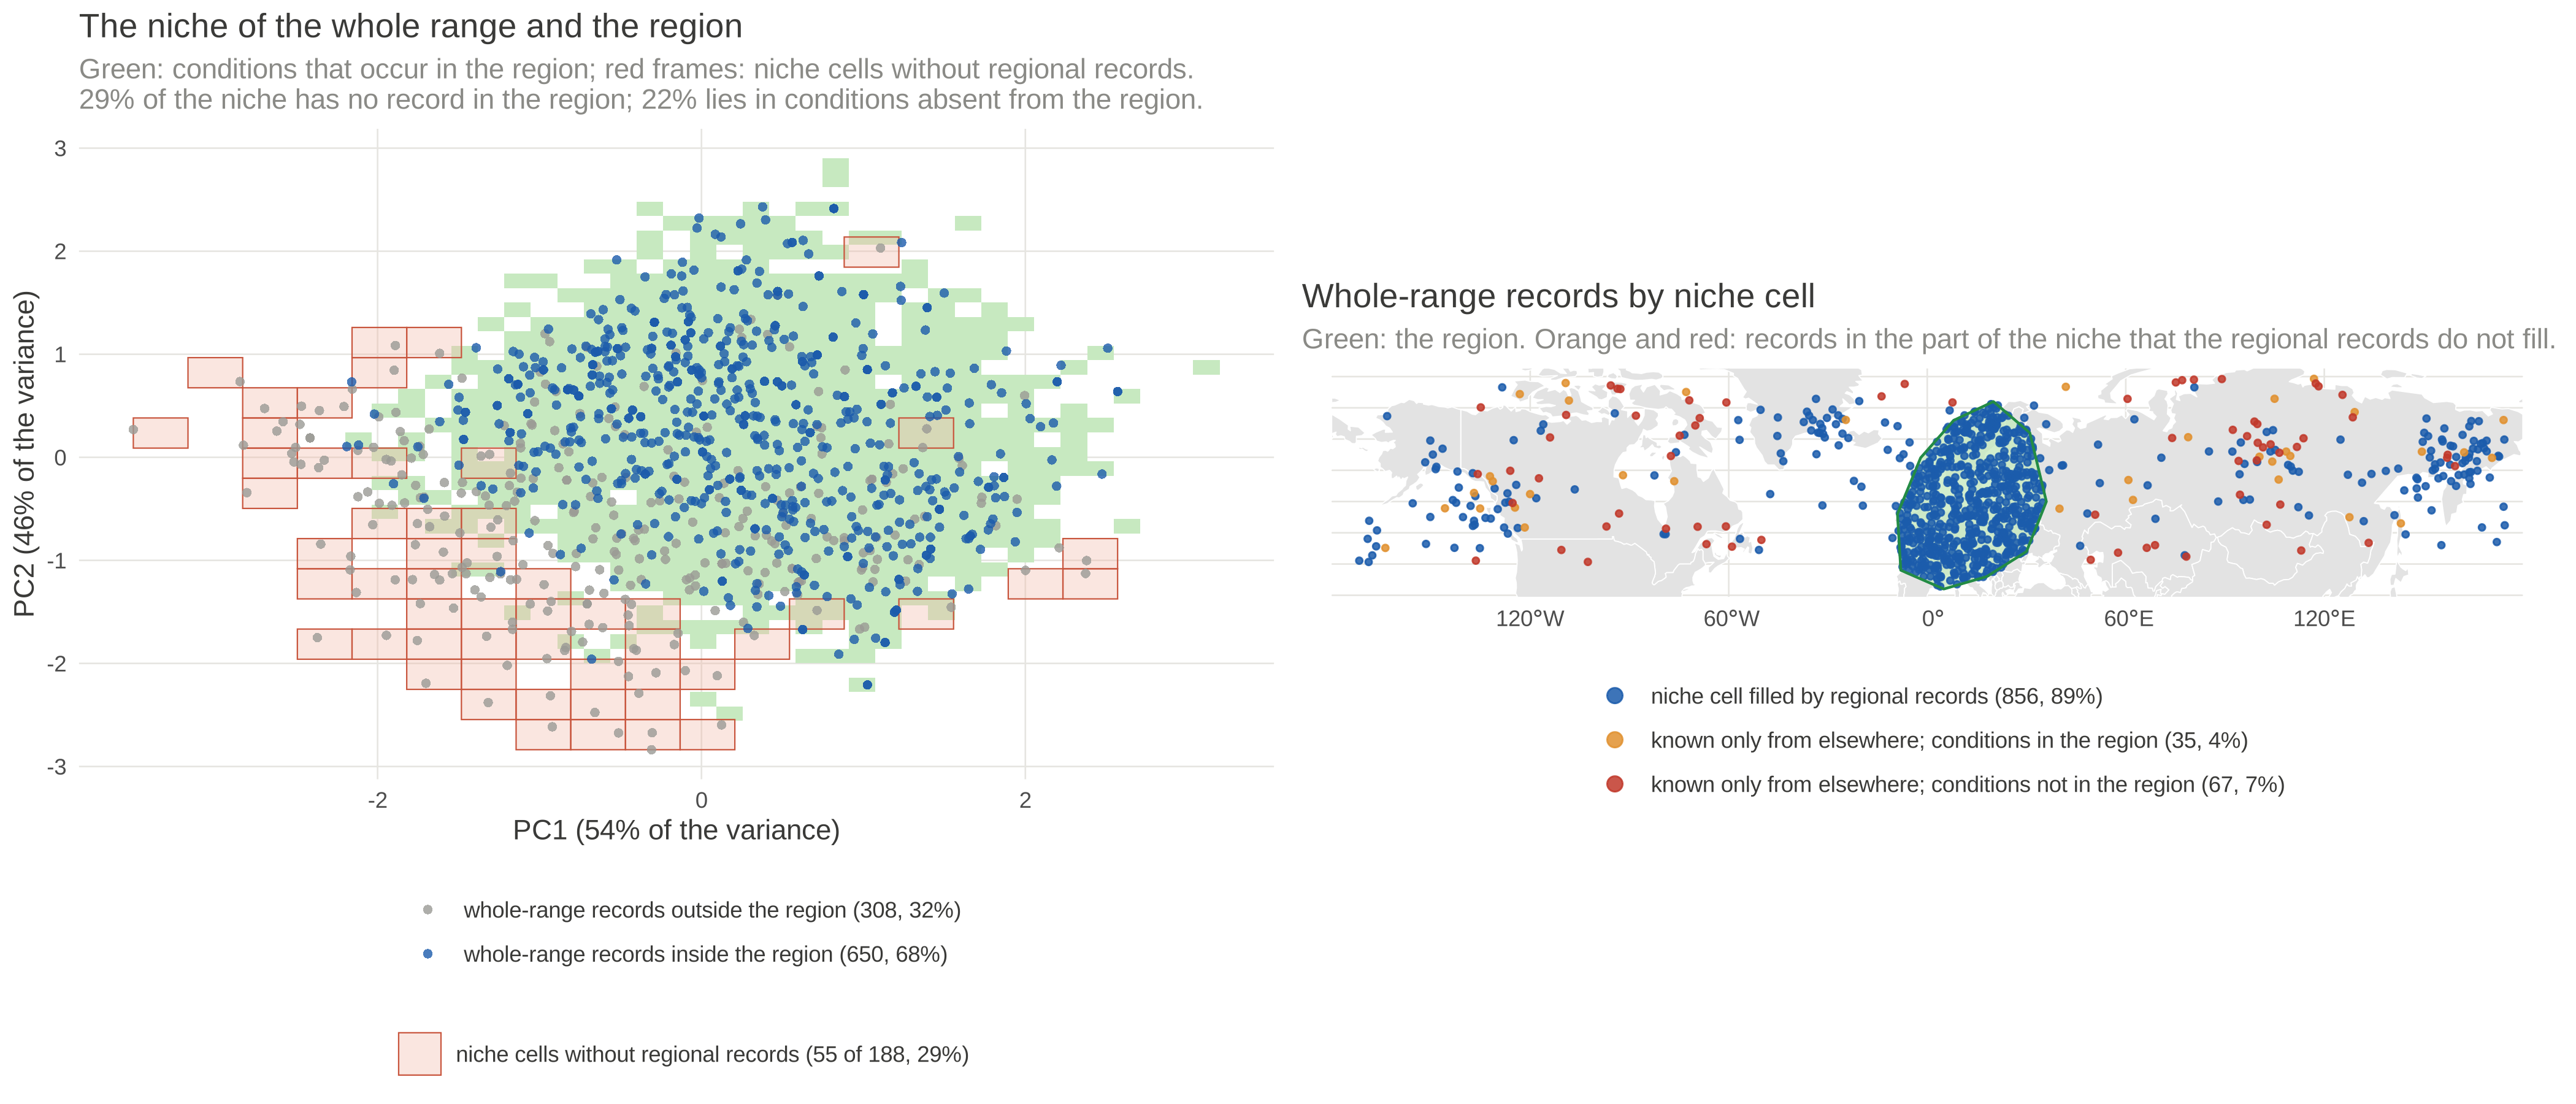 The niche of the whole range and the region
Green: conditions that occur in the region; red frames: niche cells without regional records.
29% of the niche has no record in the region; 22% lies in conditions absent from the region.
3
2
1
0
-1
-2
-3
PC2 (46% of the variance)
-2
0
2
PC1 (54% of the variance)
whole-range records outside the region (308, 32%)
whole-range records inside the region (650, 68%)
niche cells without regional records (55 of 188, 29%)
Whole-range records by niche cell
Green: the region. Orange and red: records in the part of the niche that the regional records do not fill.
120°W
60°W
0°
60°E
120°E
niche cell filled by regional records (856, 89%)
known only from elsewhere; conditions in the region (35, 4%)
known only from elsewhere; conditions not in the region (67, 7%)